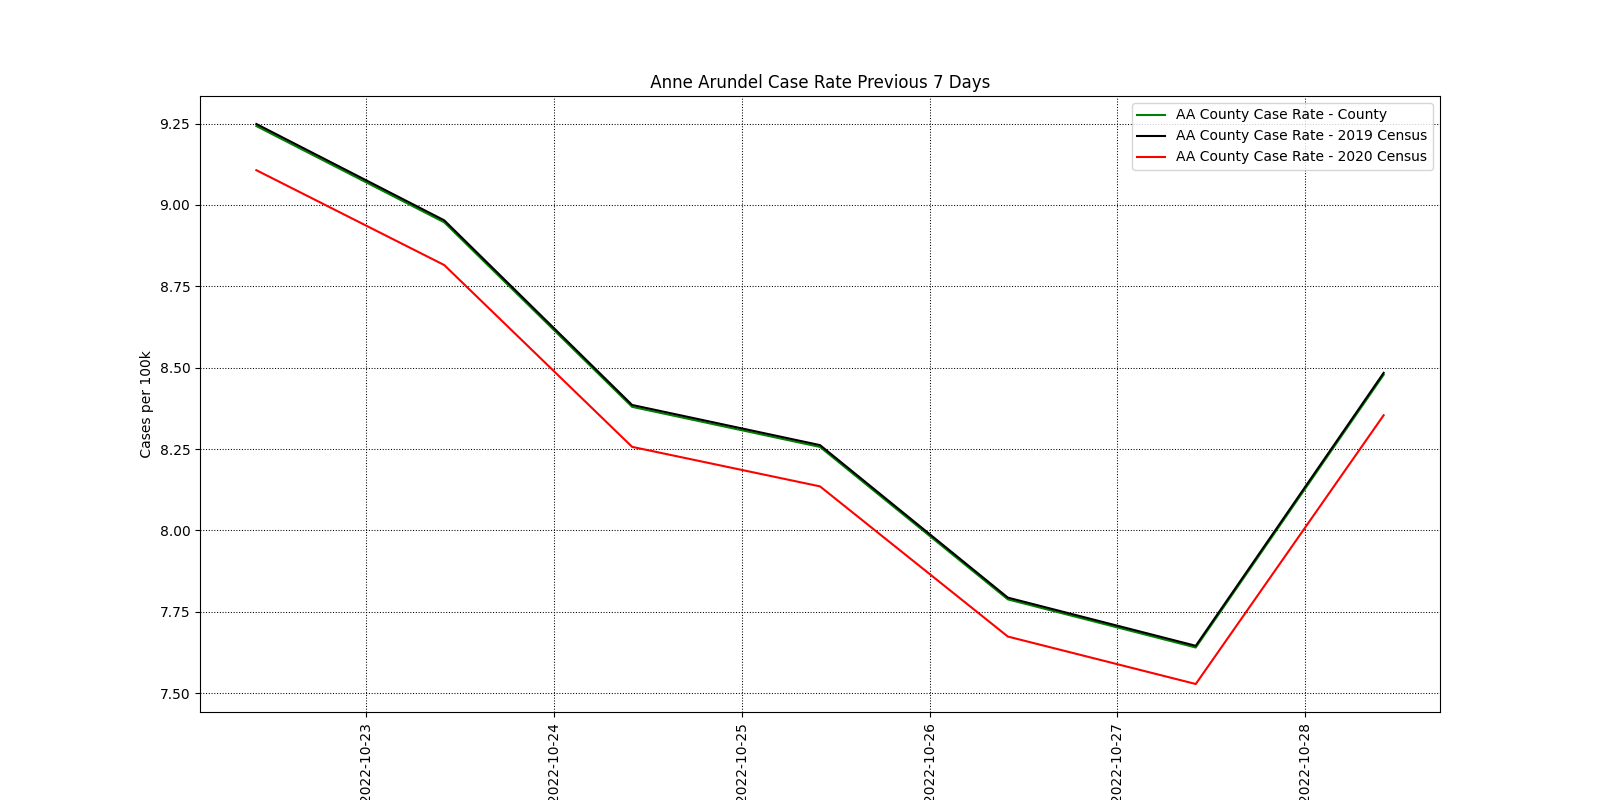 Anne Arundel Case Rate Previous 7 Days
AA County Case Rate - County
AA County Case Rate - 2019 Census
AA County Case Rate - 2020 Census
Cases per 100k
9.25
9.00
8.75
8.50
8.25
8.00
7.75
7.50
2022-10-23
2022-10-24
2022-10-25
2022-10-26
2022-10-27
2022-10-28